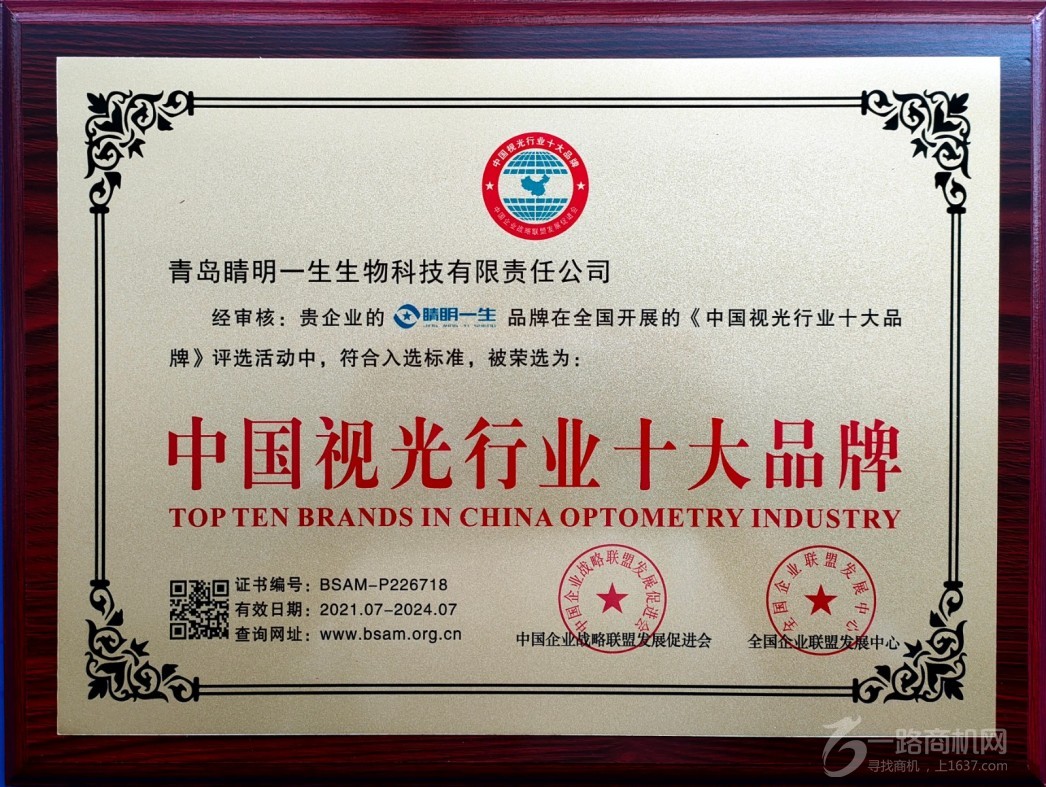 中国视光行业十大品牌
中国企业战略联盟发展促进会
青岛睛明一生生物科技有限责任公司
经审核：贵企业的 睛明一生 品牌在全国开展的《中国视光行业十大品
牌》评选活动中，符合入选标准，被荣选为：
中国视光行业十大品牌
TOP TEN BRANDS IN CHINA OPTOMETRY INDUSTRY
证书编号：BSAM-P226718
有效日期：2021.07-2024.07
查询网址：www.bsam.org.cn
中国企业战略联盟发展促进会
中国企业战略联盟发展促进会
全国企业联盟发展中心
全国企业联盟发展中心
一路商机网
寻找商机，上1637.com